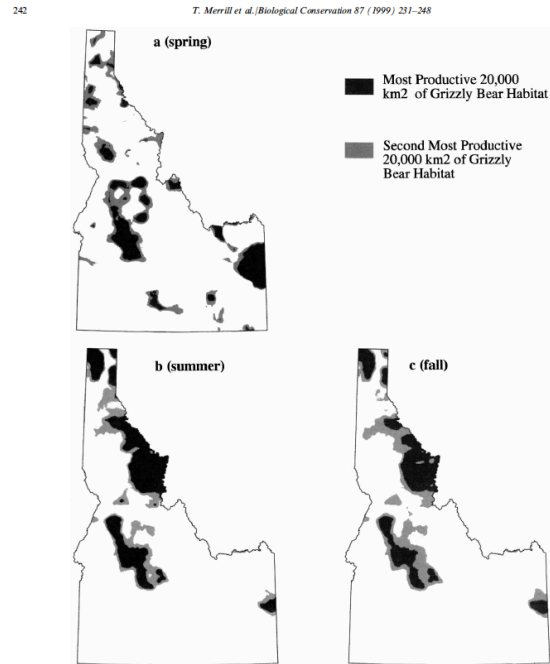 242
T. Merrill et al./Biological Conservation 87 (1999) 231–248
a (spring)
Most Productive 20,000
km2 of Grizzly Bear Habitat
Second Most Productive
20,000 km2 of Grizzly
Bear Habitat
b (summer)
c (fall)